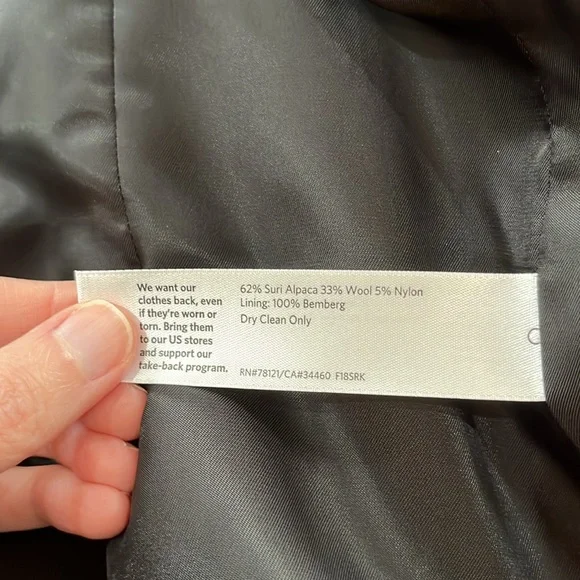 We want our
clothes back, even
if they're worn or
torn. Bring them
to our US stores
and support our
take-back program.
62% Suri Alpaca 33% Wool 5% Nylon
Lining: 100% Bemberg
Dry Clean Only
RN#78121/CA#34460 F18SRK